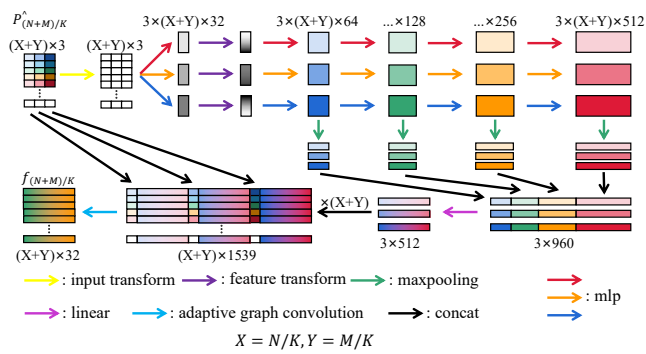 P^_(N+M)/K
(X+Y)×3 (X+Y)×3 3×(X+Y)×32 3×(X+Y)×64 ...×128 ...×256 3×(X+Y)×512
f_(N+M)/K ×(X+Y)
(X+Y)×32 (X+Y)×1539 3×512 3×960
: input transform : feature transform : maxpooling : mlp
: linear : adaptive graph convolution : concat
X = N/K, Y = M/K